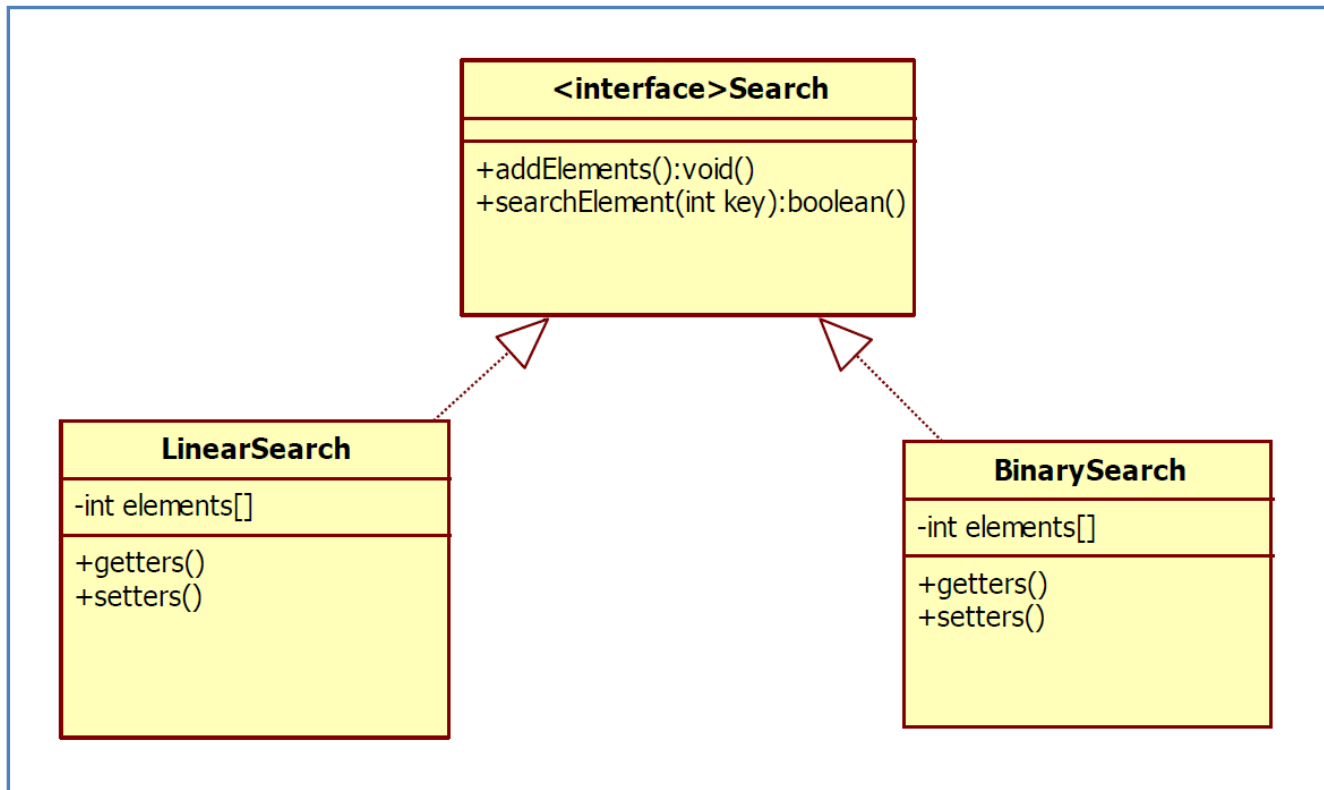 <interface>Search
+addElements():void()
+searchElement(int key):boolean()
LinearSearch
-int elements[]
+getters()
+setters()
BinarySearch
-int elements[]
+getters()
+setters()